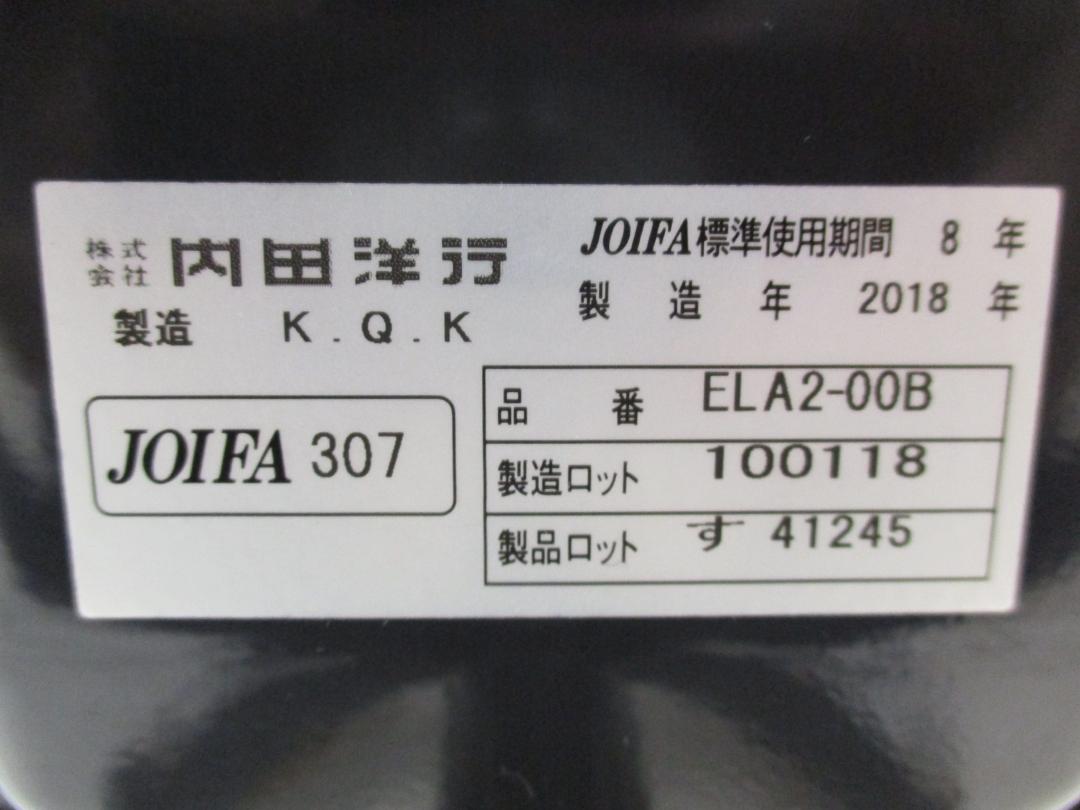 株式会社 内田洋行
製造 K.Q.K
JOIFA 307
JOIFA標準使用期間 8 年
製造年 2018 年
品番 ELA2-00B
製造ロット 100118
製品ロット す 41245